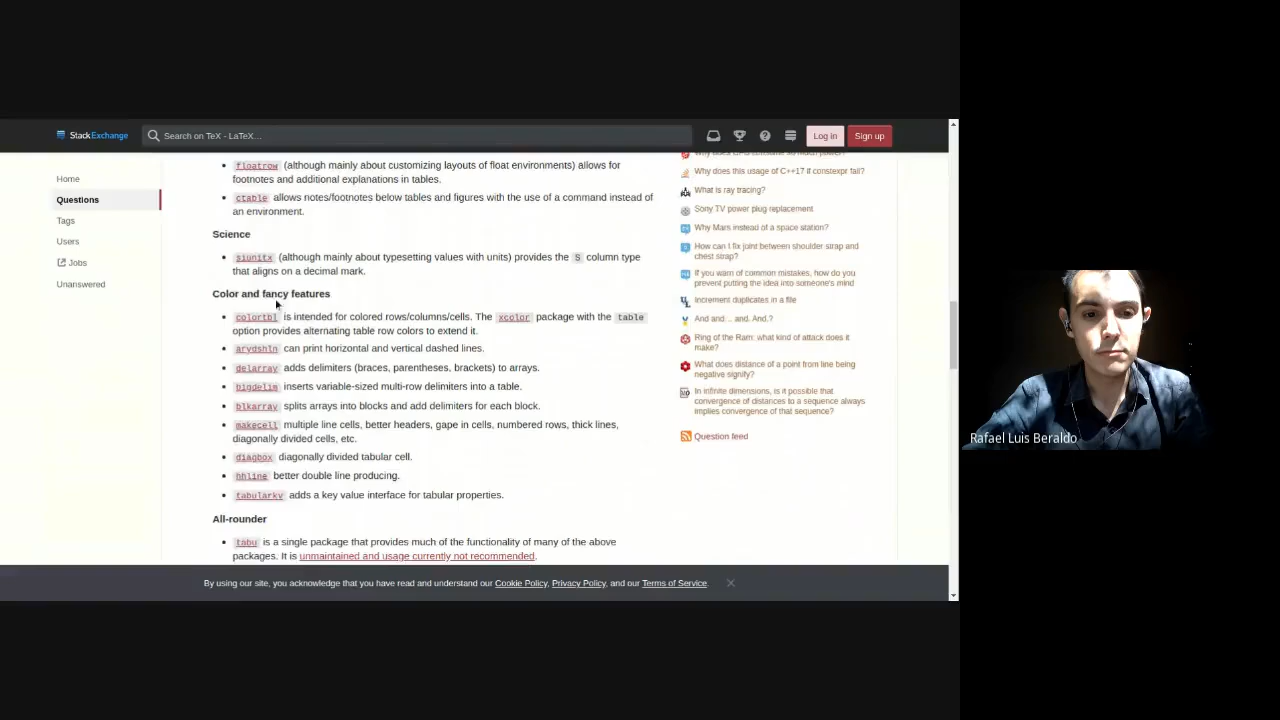 StackExchange
Search on TeX - LaTeX…
Log in
Sign up
Home
Questions
Tags
Users
Jobs
Unanswered
floatrow (although mainly about customizing layouts of float environments) allows for
footnotes and additional explanations in tables.
ctable allows notes/footnotes below tables and figures with the use of a command instead of
an environment.
Science
siunitx (although mainly about typesetting values with units) provides the S column type
that aligns on a decimal mark.
Color and fancy features
colortbl is intended for colored rows/columns/cells. The xcolor package with the table
option provides alternating table row colors to extend it.
arydshln can print horizontal and vertical dashed lines.
delarray adds delimiters (braces, parentheses, brackets) to arrays.
bigdelim inserts variable-sized multi-row delimiters into a table.
blkarray splits arrays into blocks and add delimiters for each block.
makecell multiple line cells, better headers, gape in cells, numbered rows, thick lines,
diagonally divided cells, etc.
diagbox diagonally divided tabular cell.
hhline better double line producing.
tabularkv adds a key value interface for tabular properties.
All-rounder
tabu is a single package that provides much of the functionality of many of the above
packages. It is unmaintained and usage currently not recommended.
Why does this usage of C++17 if constexpr fail?
What is ray tracing?
Sony TV power plug replacement
Why Mars instead of a space station?
How can I fix joint between shoulder strap and
chest strap?
If you warn of common mistakes, how do you
prevent putting the idea into someone's mind
Increment duplicates in a file
And and... and. And.?
Ring of the Ram: what kind of attack does it
make?
What does distance of a point from line being
negative signify?
In infinite dimensions, is it possible that
convergence of distances to a sequence always
implies convergence of that sequence?
Question feed
By using our site, you acknowledge that you have read and understand our Cookie Policy, Privacy Policy, and our Terms of Service.
Rafael Luis Beraldo